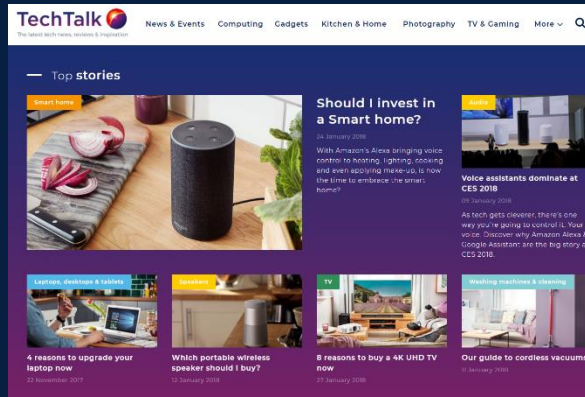 TechTalk
The latest tech news, reviews & inspiration
News & Events
Computing
Gadgets
Kitchen & Home
Photography
TV & Gaming
More
Top stories
Smart home
Should I invest in
a Smart home?
24 January 2018
With Amazon's Alexa bringing voice
control to heating, lighting, cooking
and even applying make-up, is now
the time to embrace the smart
home?
Audio
Voice assistants dominate at
CES 2018
09 January 2018
As tech gets cleverer, there's one
way you're going to control it. Your
voice. Discover why Amazon Alexa &
Google Assistant are the big story a
CES 2018.
Laptops, desktops & tablets
4 reasons to upgrade your
laptop now
22 November 2017
Speakers
Which portable wireless
speaker should I buy?
12 January 2018
TV
8 reasons to buy a 4K UHD TV
now
27 January 2018
Washing machines & cleaning
Our guide to cordless vacuums
11 January 2018